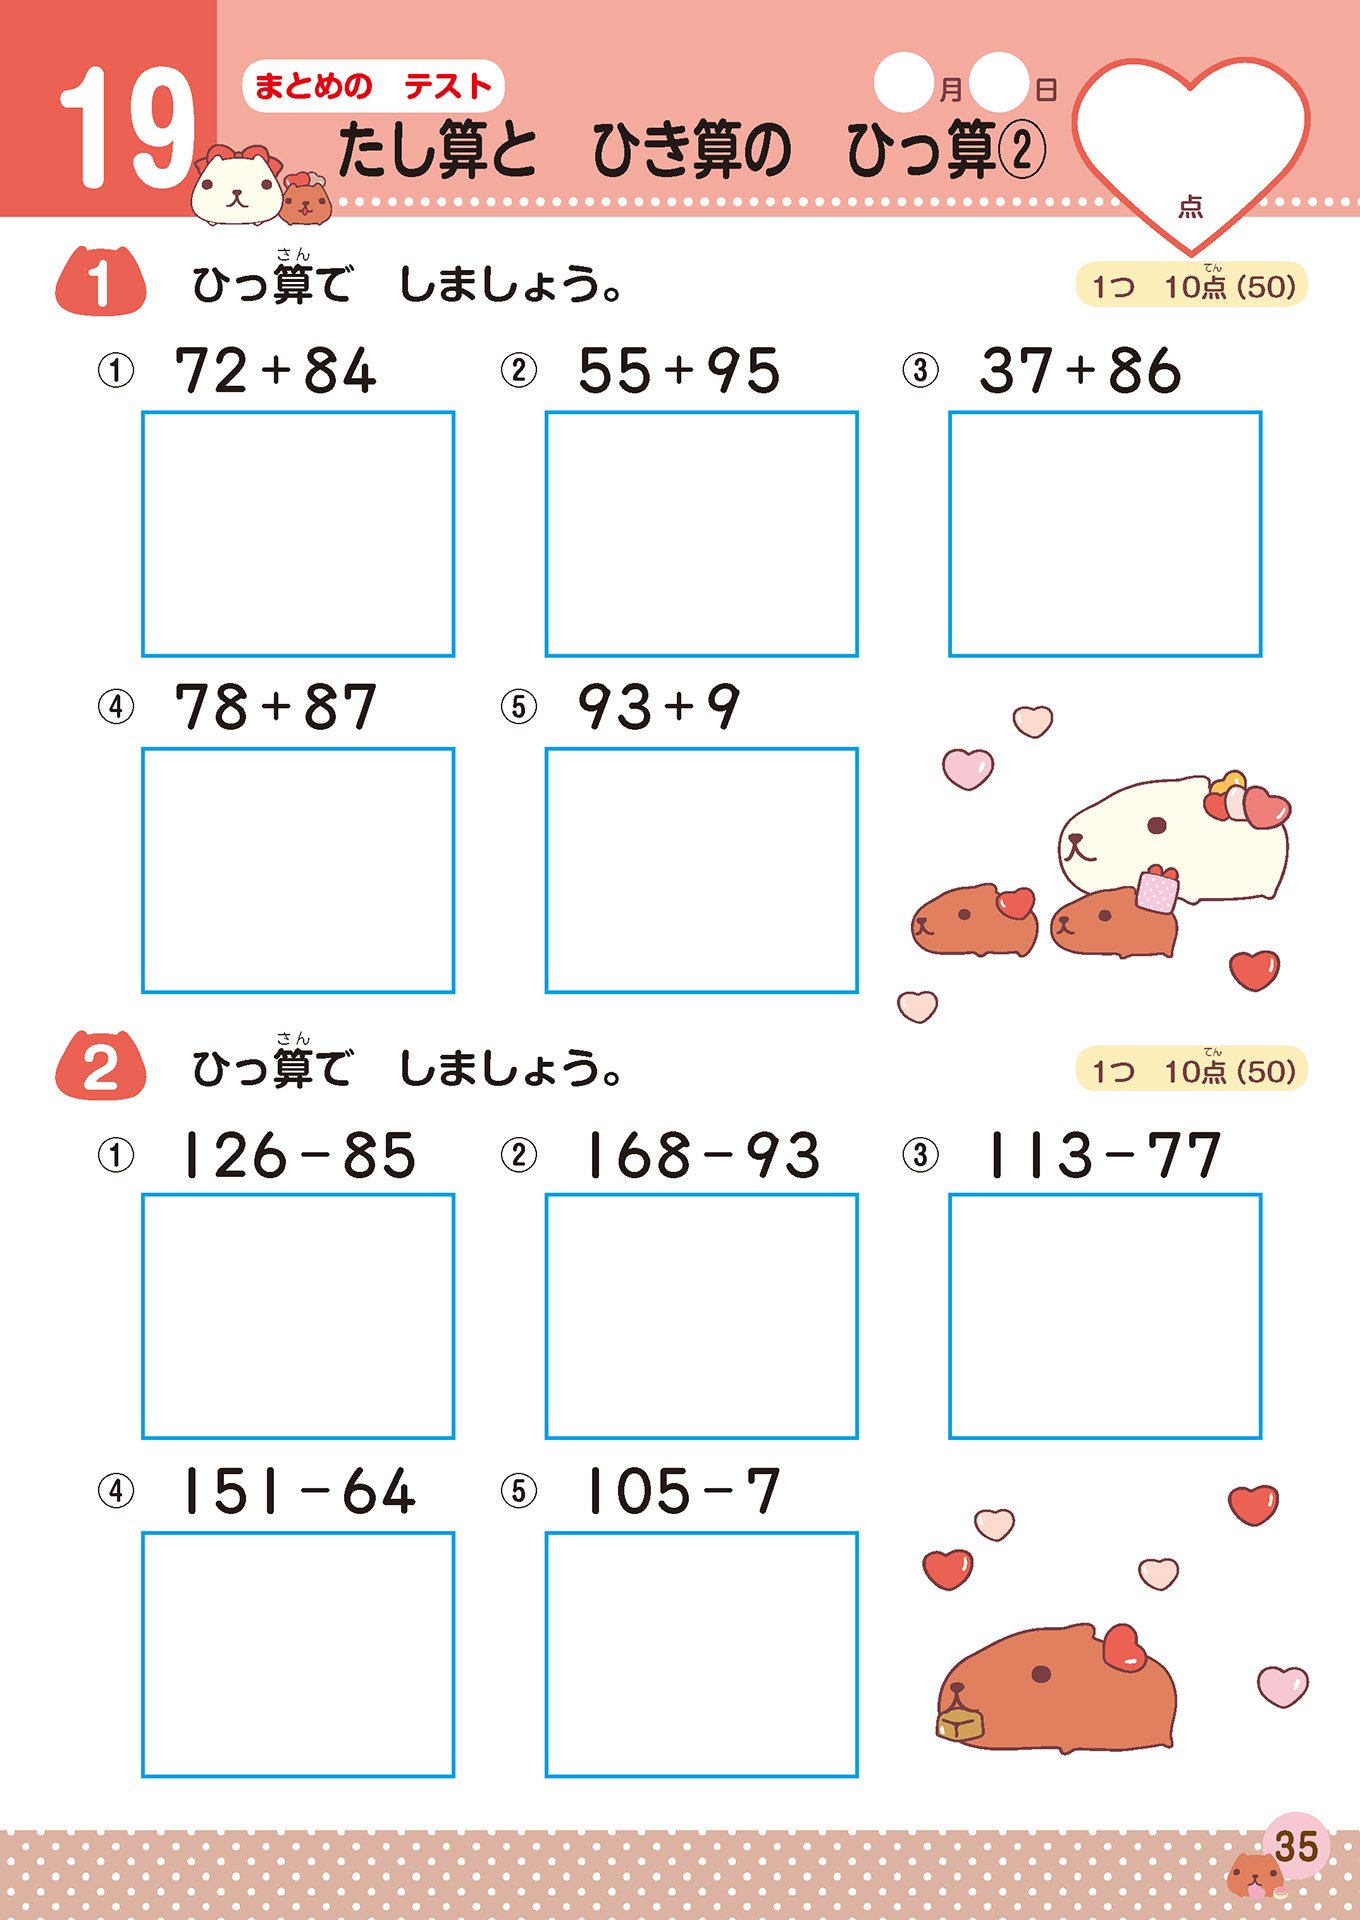 19
まとめの テスト
月 日
たし算と ひき算の ひっ算②
点
1 ひっ算で しましょう。
さん
1つ 10点(50)
てん
① 72+84
② 55+95
③ 37+86
④ 78+87
⑤ 93+9
2 ひっ算で しましょう。
さん
1つ 10点(50)
てん
① 126-85
② 168-93
③ 113-77
④ 151-64
⑤ 105-7
35